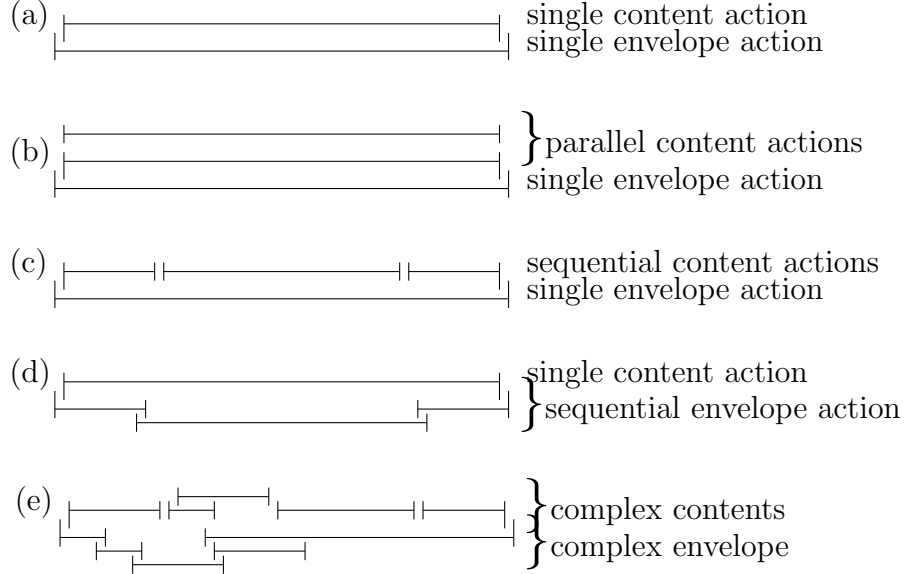 (a) single content action
single envelope action
(b) parallel content actions
single envelope action
(c) sequential content actions
single envelope action
(d) single content action
sequential envelope action
(e) complex contents
complex envelope